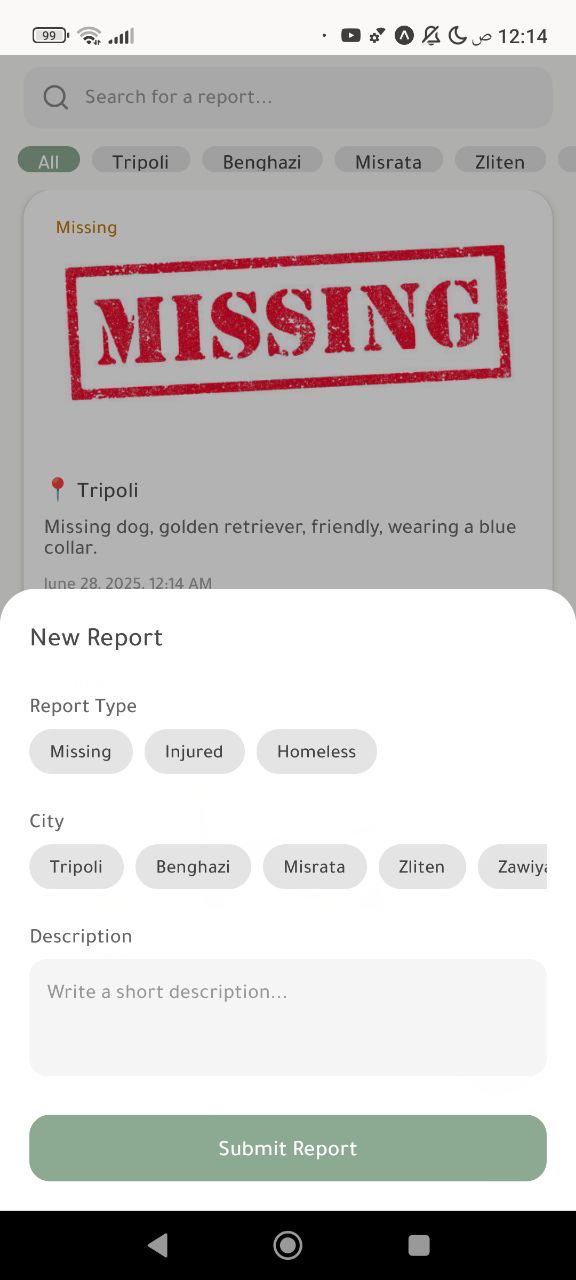 99
ص 12:14
Search for a report...
All Tripoli Benghazi Misrata Zliten
Missing
MISSING
Tripoli
Missing dog, golden retriever, friendly, wearing a blue
collar.
June 28, 2025, 12:14 AM
New Report
Report Type
Missing Injured Homeless
City
Tripoli Benghazi Misrata Zliten Zawiya
Description
Write a short description...
Submit Report